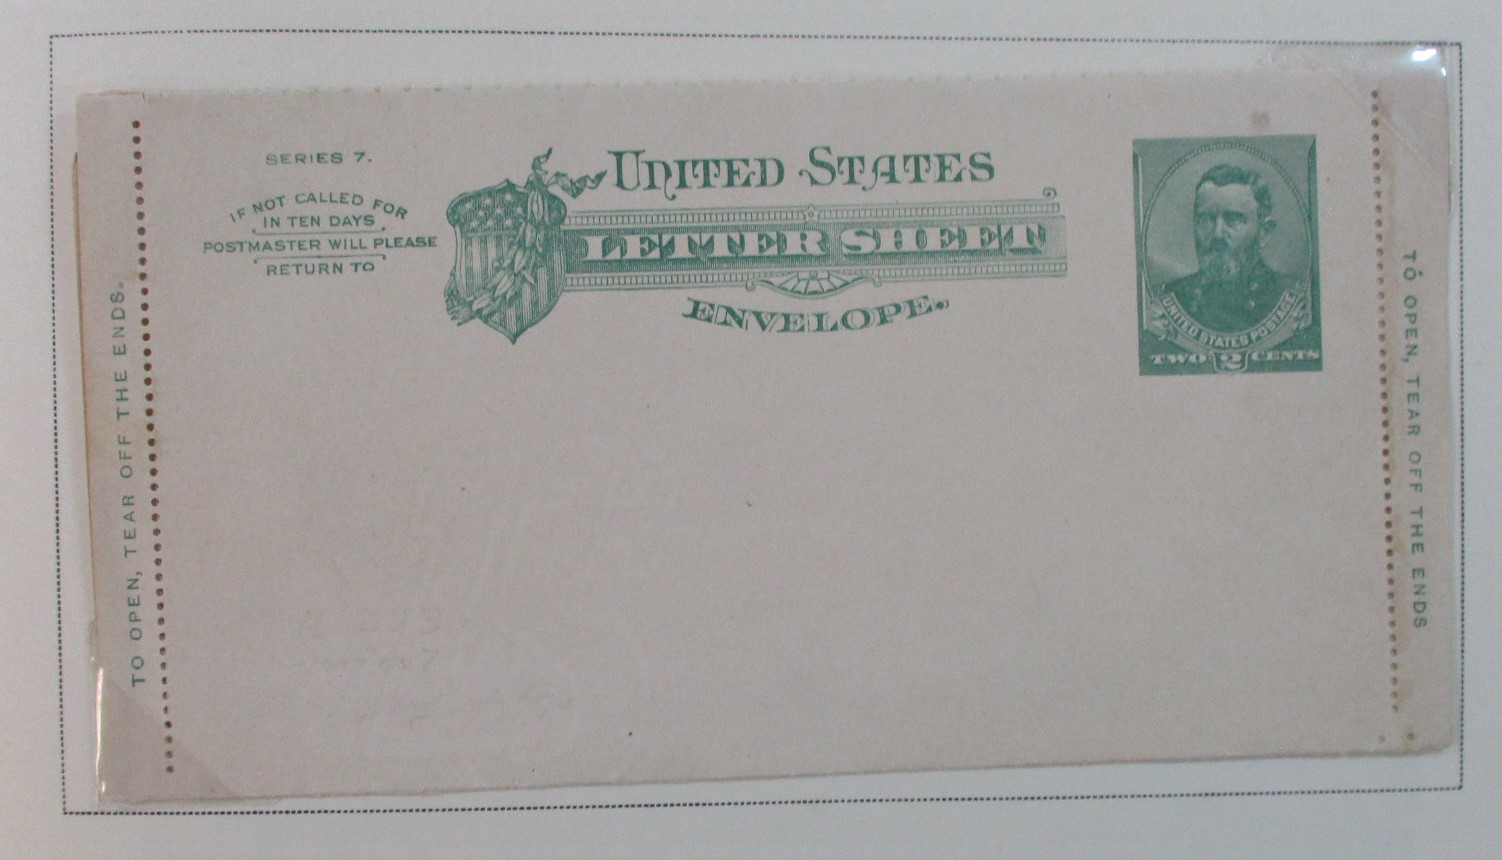 SERIES 7.
IF NOT CALLED FOR
IN TEN DAYS
POSTMASTER WILL PLEASE
RETURN TO
UNITED STATES
LETTER SHEET
ENVELOPE.
UNITED STATES POSTAGE
TWO 2 CENTS
TO OPEN, TEAR OFF THE ENDS.
TO OPEN, TEAR OFF THE ENDS